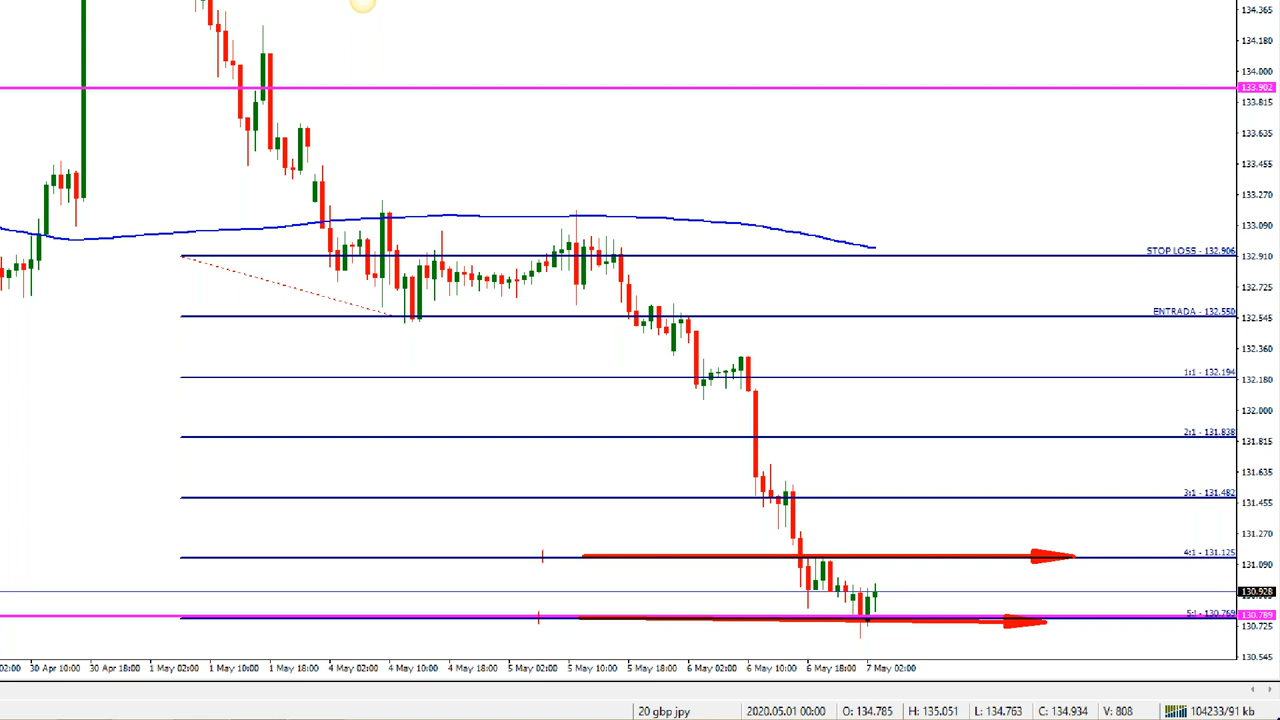 134.365
134.180
134.000
133.902
133.815
133.635
133.455
133.270
133.090
STOP LOSS - 132.906
132.910
132.725
ENTRADA - 132.550
132.545
132.360
1:1 - 132.194
132.180
132.000
2:1 - 131.838
131.815
131.635
3:1 - 131.482
131.455
131.270
4:1 - 131.125
131.090
130.928
5:1 - 130.769
130.789
130.725
130.545
02:00 30 Apr 10:00 30 Apr 18:00 1 May 02:00 1 May 10:00 1 May 18:00 4 May 02:00 4 May 10:00 4 May 18:00 5 May 02:00 5 May 10:00 5 May 18:00 6 May 02:00 6 May 10:00 6 May 18:00 7 May 02:00
20 gbp jpy 2020.05.01 00:00 O: 134.785 H: 135.051 L: 134.763 C: 134.934 V: 808 104233/91 kb